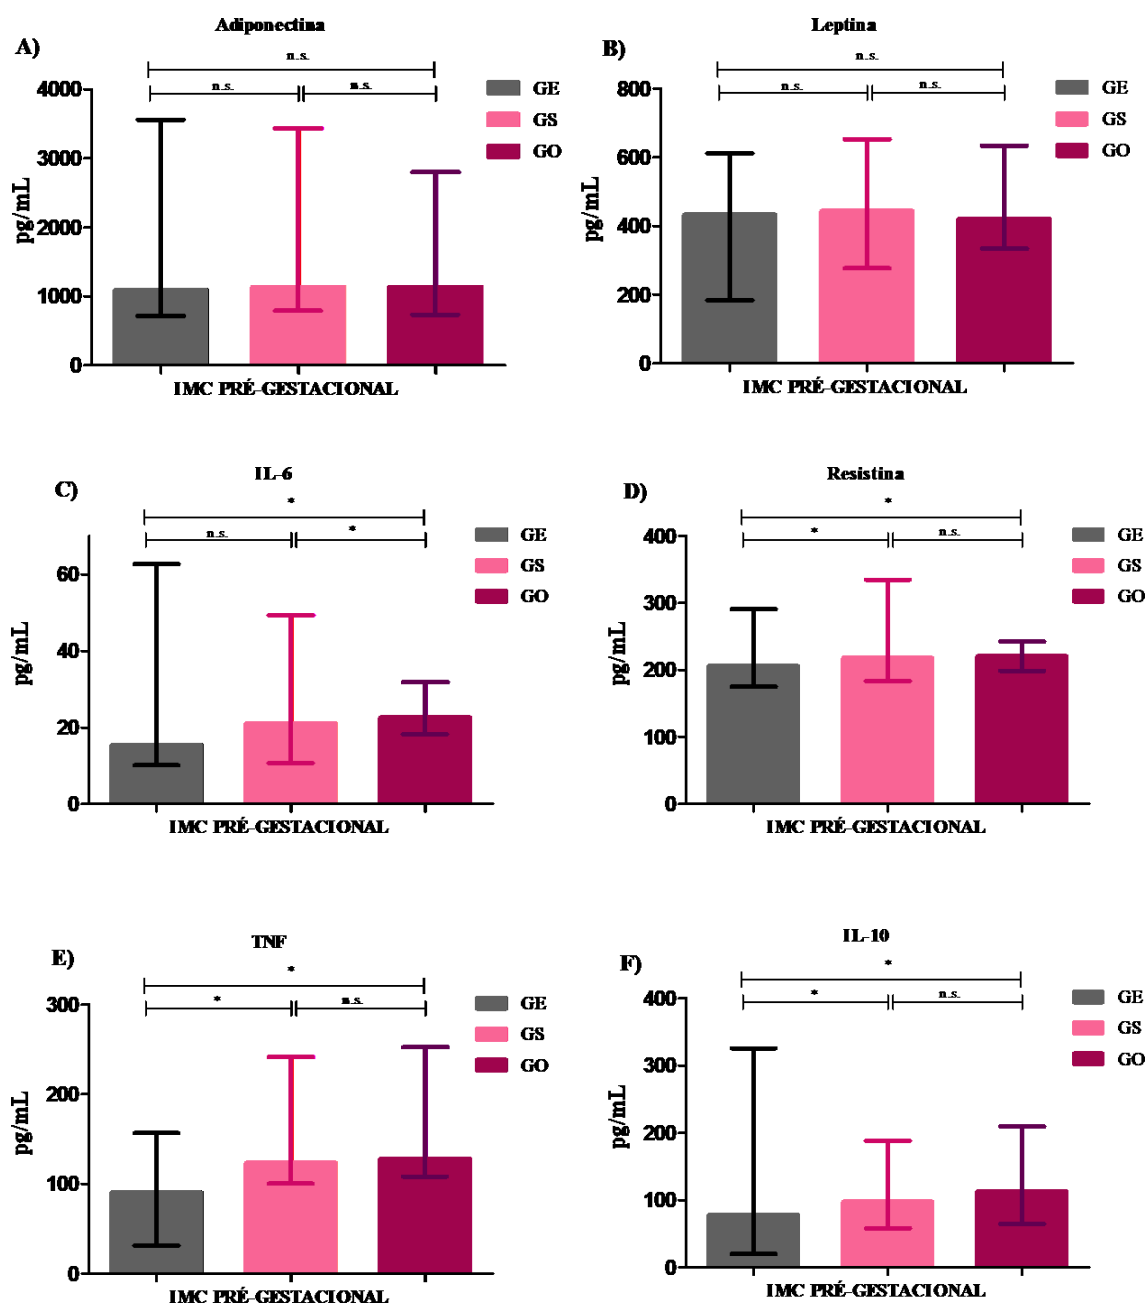 Adiponectina
A)
n.s.
n.s.
n.s.
4000
3000
2000
1000
0
pg/mL
GE
GS
GO
IMC PRÉ-GESTACIONAL
Leptina
B)
n.s.
n.s.
n.s.
800
600
400
200
0
pg/mL
GE
GS
GO
IMC PRÉ-GESTACIONAL
IL-6
C)
*
n.s.
*
60
40
20
0
pg/mL
GE
GS
GO
IMC PRÉ-GESTACIONAL
Resistina
D)
*
*
n.s.
400
300
200
100
0
pg/mL
GE
GS
GO
IMC PRÉ-GESTACIONAL
TNF
E)
*
*
n.s.
300
200
100
0
pg/mL
GE
GS
GO
IMC PRÉ-GESTACIONAL
IL-10
F)
*
*
n.s.
400
300
200
100
0
pg/mL
GE
GS
GO
IMC PRÉ-GESTACIONAL